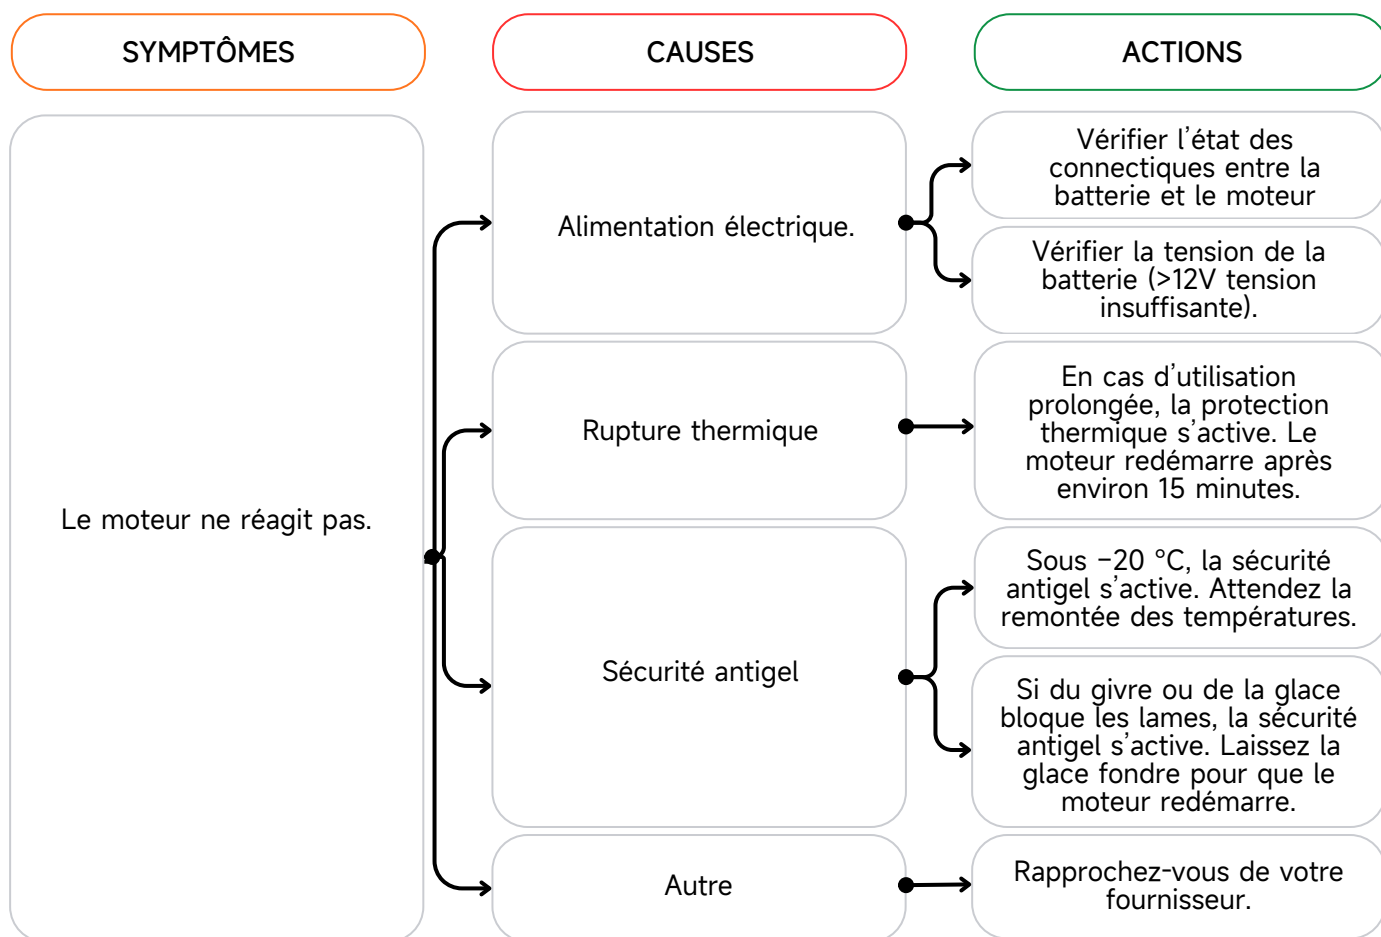 SYMPTÔMES
CAUSES
ACTIONS
Le moteur ne réagit pas.
Alimentation électrique.
Vérifier l’état des
connectiques entre la
batterie et le moteur
Vérifier la tension de la
batterie (>12V tension
insuffisante).
Rupture thermique
En cas d’utilisation
prolongée, la protection
thermique s’active. Le
moteur redémarre après
environ 15 minutes.
Sécurité antigel
Sous −20 °C, la sécurité
antigel s’active. Attendez la
remontée des températures.
Si du givre ou de la glace
bloque les lames, la sécurité
antigel s’active. Laissez la
glace fondre pour que le
moteur redémarre.
Autre
Rapprochez-vous de votre
fournisseur.